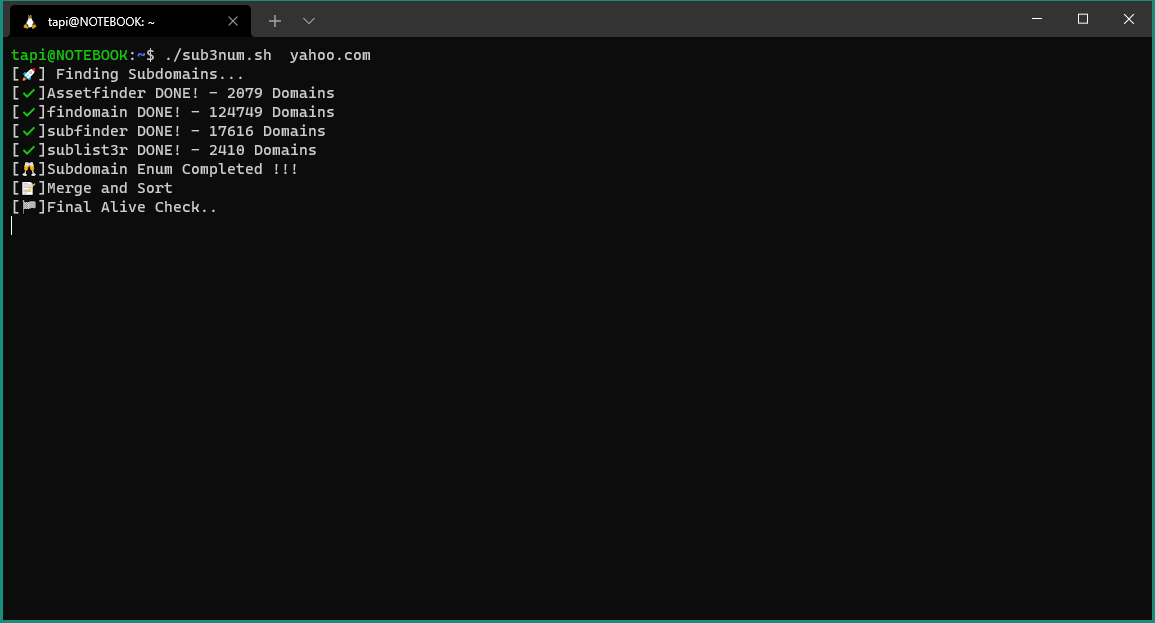 tapi@NOTEBOOK: ~
tapi@NOTEBOOK:~$ ./sub3num.sh  yahoo.com
[🚀] Finding Subdomains...
[✓]Assetfinder DONE! - 2079 Domains
[✓]findomain DONE! - 124749 Domains
[✓]subfinder DONE! - 17616 Domains
[✓]sublist3r DONE! - 2410 Domains
[🥂]Subdomain Enum Completed !!!
[📝]Merge and Sort
[🏁]Final Alive Check..